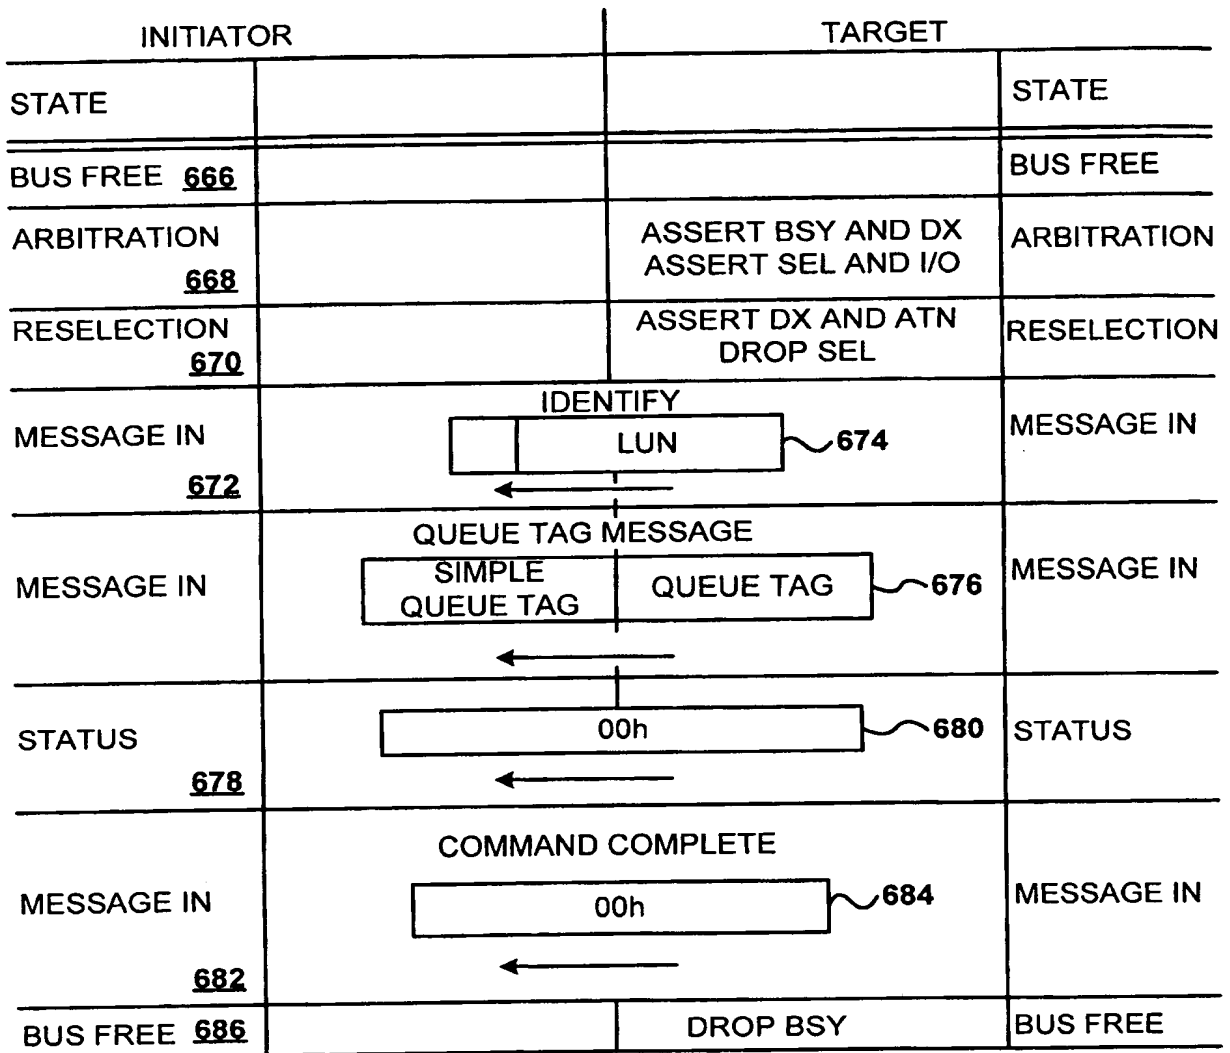 INITIATOR TARGET
STATE STATE
BUS FREE 666 BUS FREE
ARBITRATION 668 ASSERT BSY AND DX ARBITRATION
ASSERT SEL AND I/O
RESELECTION 670 ASSERT DX AND ATN RESELECTION
DROP SEL
IDENTIFY
MESSAGE IN 672 LUN 674 MESSAGE IN
QUEUE TAG MESSAGE
MESSAGE IN SIMPLE QUEUE TAG QUEUE TAG 676 MESSAGE IN
STATUS 678 00h 680 STATUS
COMMAND COMPLETE
MESSAGE IN 682 00h 684 MESSAGE IN
BUS FREE 686 DROP BSY BUS FREE